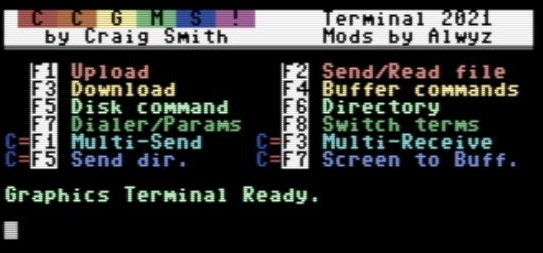 C C G M S ! Terminal 2021
by Craig Smith Mods by Alwyz
F1 Upload F2 Send/Read file
F3 Download F4 Buffer commands
F5 Disk command F6 Directory
F7 Dialer/Params F8 Switch terms
C=F1 Multi-Send C=F3 Multi-Receive
C=F5 Send dir. C=F7 Screen to Buff.
Graphics Terminal Ready.